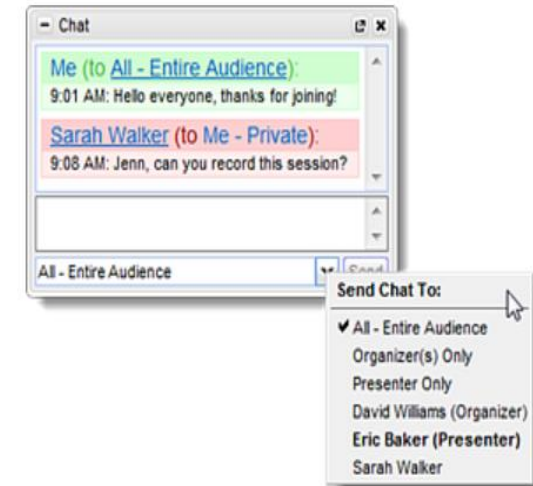 Chat
Me (to All - Entire Audience):
9:01 AM: Hello everyone, thanks for joining!
Sarah Walker (to Me - Private):
9:08 AM: Jenn, can you record this session?
All - Entire Audience
Send
Send Chat To:
All - Entire Audience
Organizer(s) Only
Presenter Only
David Williams (Organizer)
Eric Baker (Presenter)
Sarah Walker